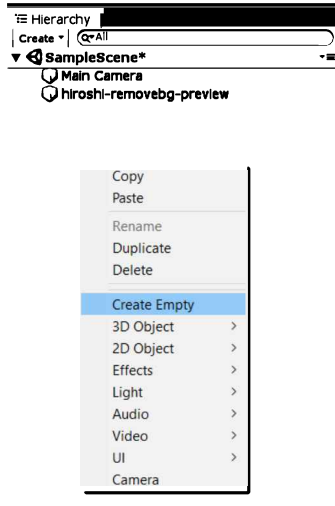 Hierarchy
Create
All
SampleScene*
Main Camera
hiroshi-removebg-preview
Copy
Paste
Rename
Duplicate
Delete
Create Empty
3D Object
2D Object
Effects
Light
Audio
Video
UI
Camera